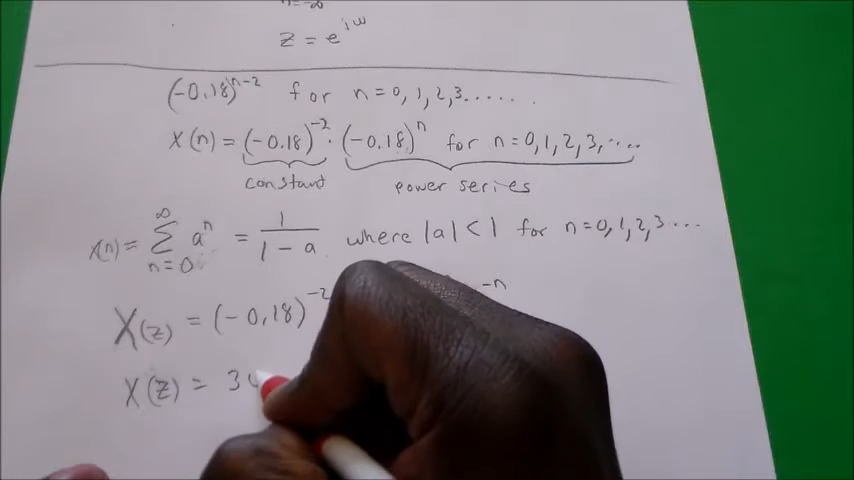 n=-∞
z = e^{iω}
(-0.18)^{n-2} for n=0,1,2,3.....
x(n) = (-0.18)^{-2} · (-0.18)^n for n=0,1,2,3,....
constant power series
x(n) = ∑_{n=0}^{∞} a^n = 1/(1-a) where |a| < 1 for n=0,1,2,3...
X(z) = (-0.18)^{-2} -n
X(z) = 3